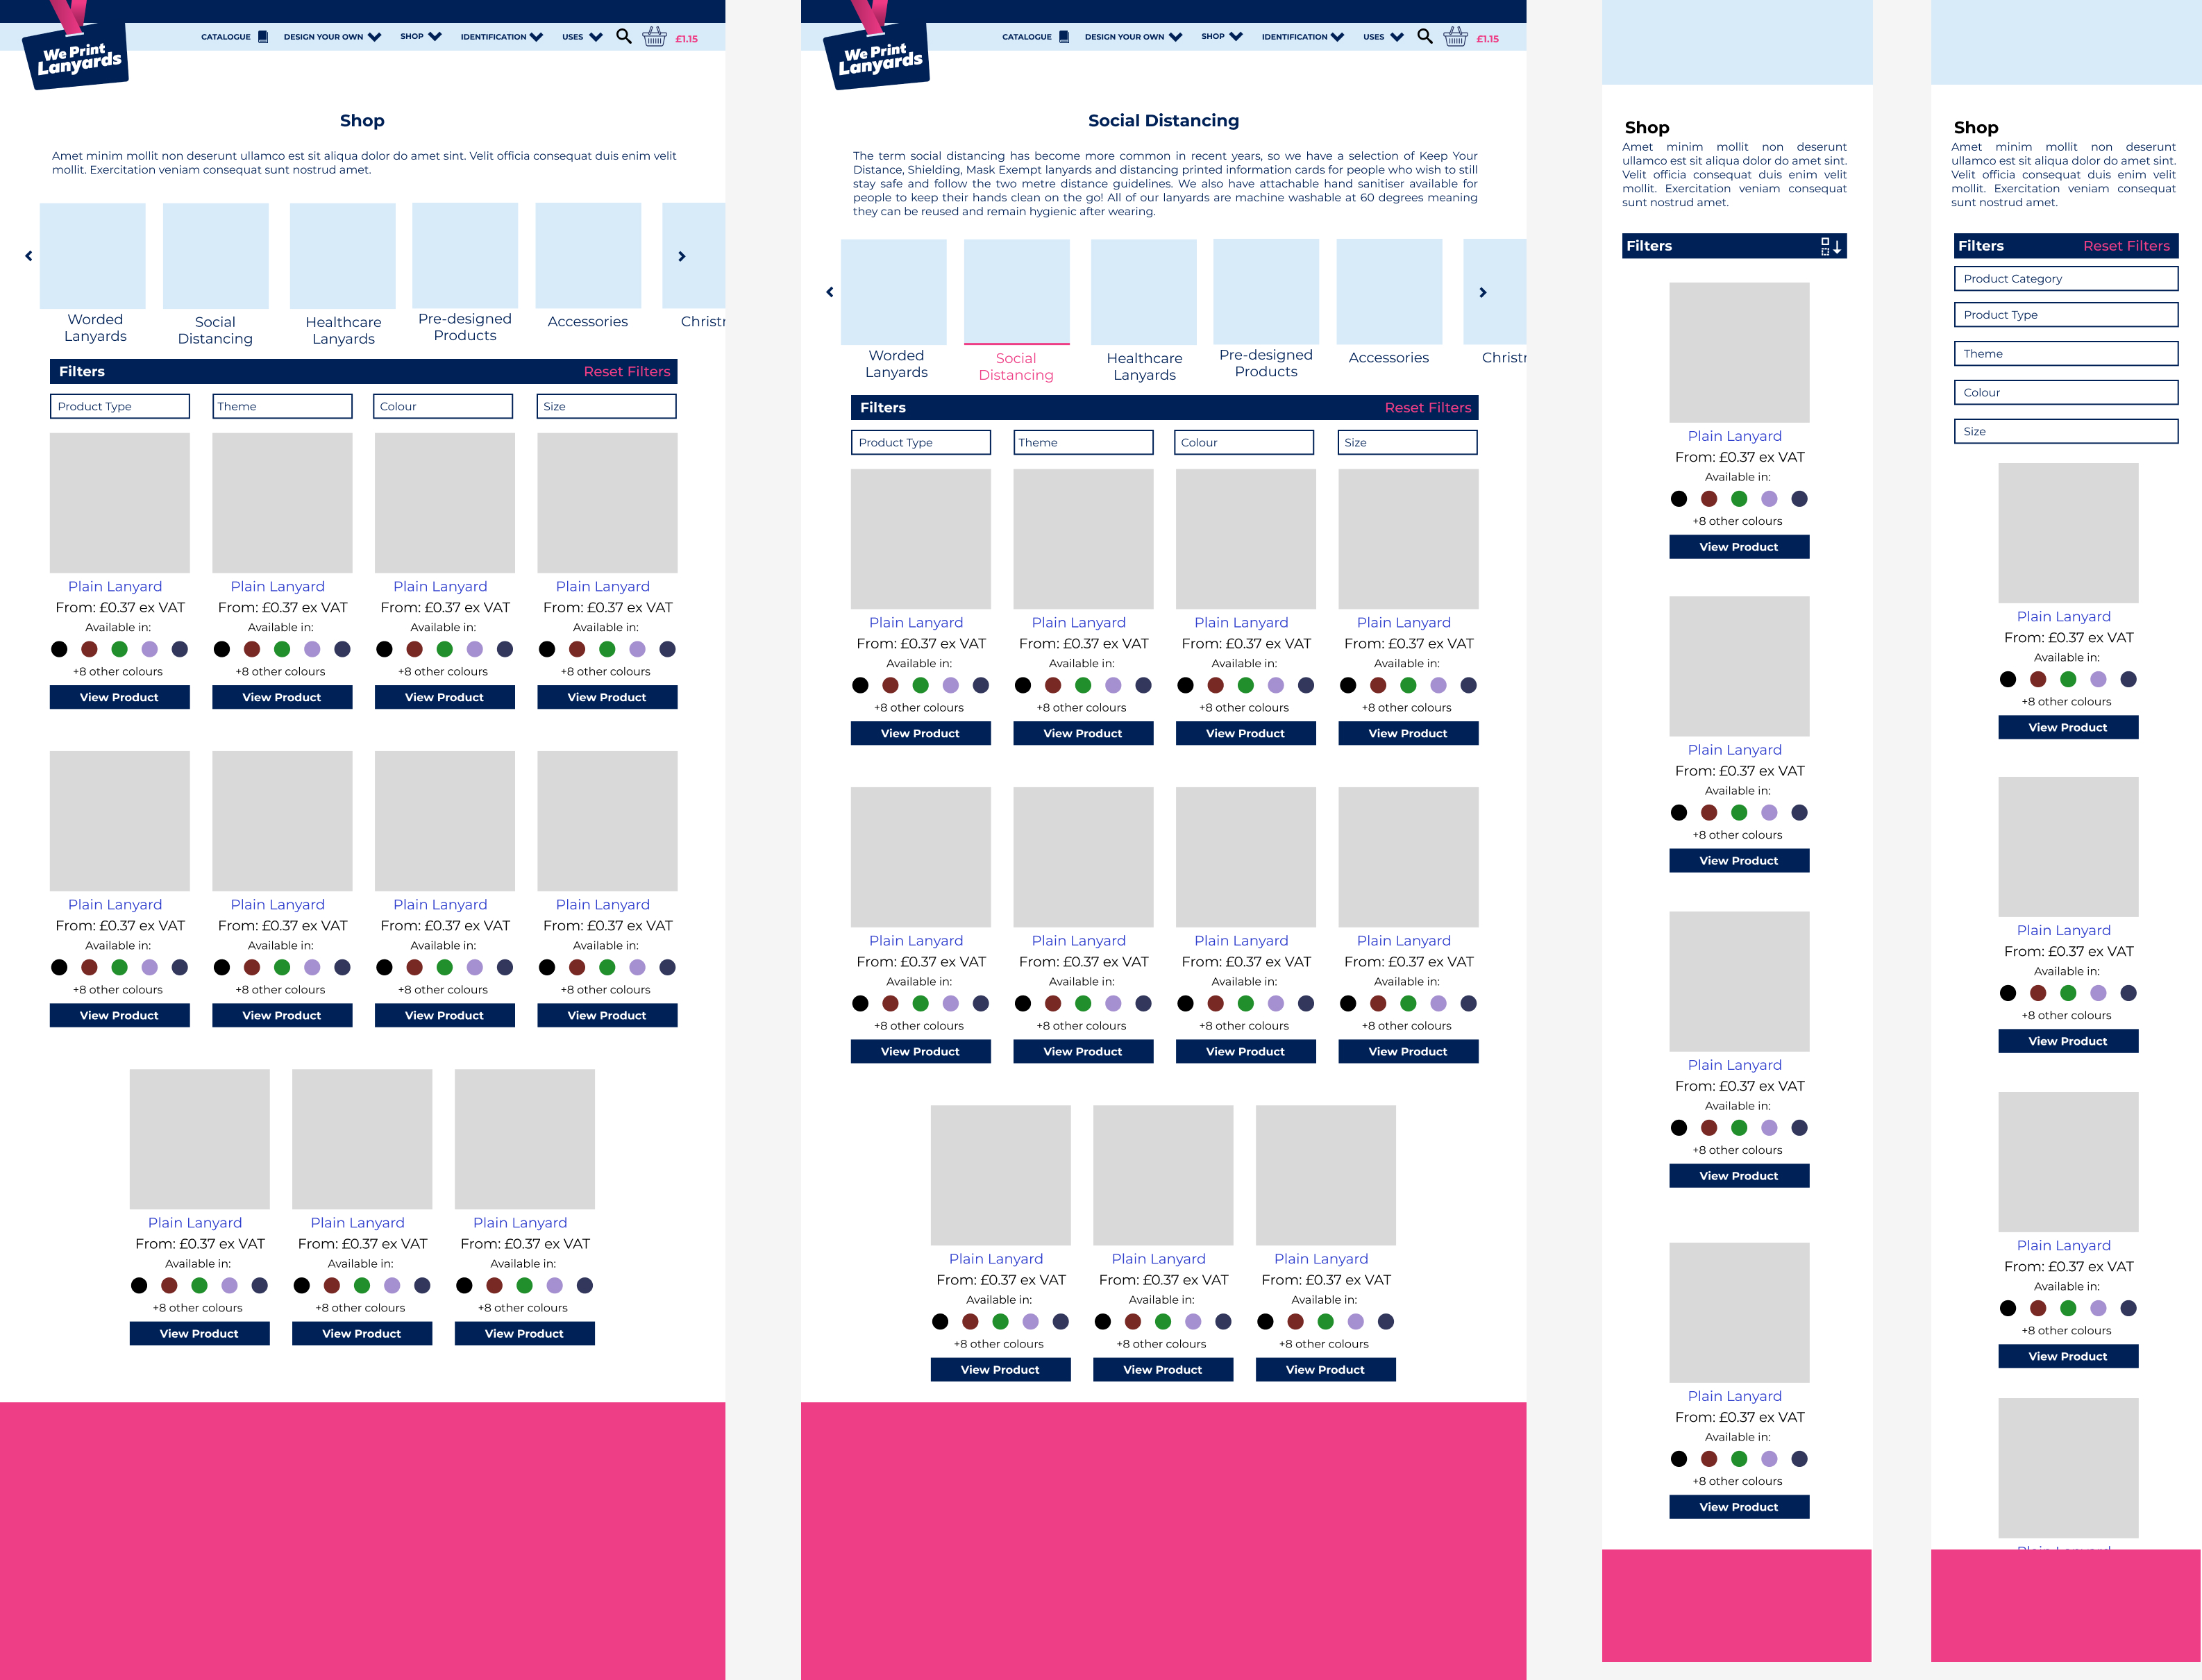 We Print
Lanyards
CATALOGUE DESIGN YOUR OWN SHOP IDENTIFICATION USES £1.15
Shop
Amet minim mollit non deserunt ullamco est sit aliqua dolor do amet sint. Velit officia consequat duis enim velit
mollit. Exercitation veniam consequat sunt nostrud amet.
Worded
Lanyards
Social
Distancing
Healthcare
Lanyards
Pre-designed
Products
Accessories
Christr
Filters Reset Filters
Product Type Theme Colour Size
Plain Lanyard Plain Lanyard Plain Lanyard Plain Lanyard
From: £0.37 ex VAT From: £0.37 ex VAT From: £0.37 ex VAT From: £0.37 ex VAT
Available in: Available in: Available in: Available in:
+8 other colours +8 other colours +8 other colours +8 other colours
View Product View Product View Product View Product
Plain Lanyard Plain Lanyard Plain Lanyard Plain Lanyard
From: £0.37 ex VAT From: £0.37 ex VAT From: £0.37 ex VAT From: £0.37 ex VAT
Available in: Available in: Available in: Available in:
+8 other colours +8 other colours +8 other colours +8 other colours
View Product View Product View Product View Product
Plain Lanyard Plain Lanyard Plain Lanyard
From: £0.37 ex VAT From: £0.37 ex VAT From: £0.37 ex VAT
Available in: Available in: Available in:
+8 other colours +8 other colours +8 other colours
View Product View Product View Product
We Print
Lanyards
CATALOGUE DESIGN YOUR OWN SHOP IDENTIFICATION USES £1.15
Social Distancing
The term social distancing has become more common in recent years, so we have a selection of Keep Your
Distance, Shielding, Mask Exempt lanyards and distancing printed information cards for people who wish to still
stay safe and follow the two metre distance guidelines. We also have attachable hand sanitiser available for
people to keep their hands clean on the go! All of our lanyards are machine washable at 60 degrees meaning
they can be reused and remain hygienic after wearing.
Worded
Lanyards
Social
Distancing
Healthcare
Lanyards
Pre-designed
Products
Accessories
Christr
Filters Reset Filters
Product Type Theme Colour Size
Plain Lanyard Plain Lanyard Plain Lanyard Plain Lanyard
From: £0.37 ex VAT From: £0.37 ex VAT From: £0.37 ex VAT From: £0.37 ex VAT
Available in: Available in: Available in: Available in:
+8 other colours +8 other colours +8 other colours +8 other colours
View Product View Product View Product View Product
Plain Lanyard Plain Lanyard Plain Lanyard Plain Lanyard
From: £0.37 ex VAT From: £0.37 ex VAT From: £0.37 ex VAT From: £0.37 ex VAT
Available in: Available in: Available in: Available in:
+8 other colours +8 other colours +8 other colours +8 other colours
View Product View Product View Product View Product
Plain Lanyard Plain Lanyard Plain Lanyard
From: £0.37 ex VAT From: £0.37 ex VAT From: £0.37 ex VAT
Available in: Available in: Available in:
+8 other colours +8 other colours +8 other colours
View Product View Product View Product
Shop
Amet minim mollit non deserunt
ullamco est sit aliqua dolor do amet sint.
Velit officia consequat duis enim velit
mollit. Exercitation veniam consequat
sunt nostrud amet.
Filters
Plain Lanyard
From: £0.37 ex VAT
Available in:
+8 other colours
View Product
Plain Lanyard
From: £0.37 ex VAT
Available in:
+8 other colours
View Product
Plain Lanyard
From: £0.37 ex VAT
Available in:
+8 other colours
View Product
Plain Lanyard
From: £0.37 ex VAT
Available in:
+8 other colours
View Product
Shop
Amet minim mollit non deserunt
ullamco est sit aliqua dolor do amet sint.
Velit officia consequat duis enim velit
mollit. Exercitation veniam consequat
sunt nostrud amet.
Filters Reset Filters
Product Category
Product Type
Theme
Colour
Size
Plain Lanyard
From: £0.37 ex VAT
Available in:
+8 other colours
View Product
Plain Lanyard
From: £0.37 ex VAT
Available in:
+8 other colours
View Product
Plain Lanyard
From: £0.37 ex VAT
Available in:
+8 other colours
View Product